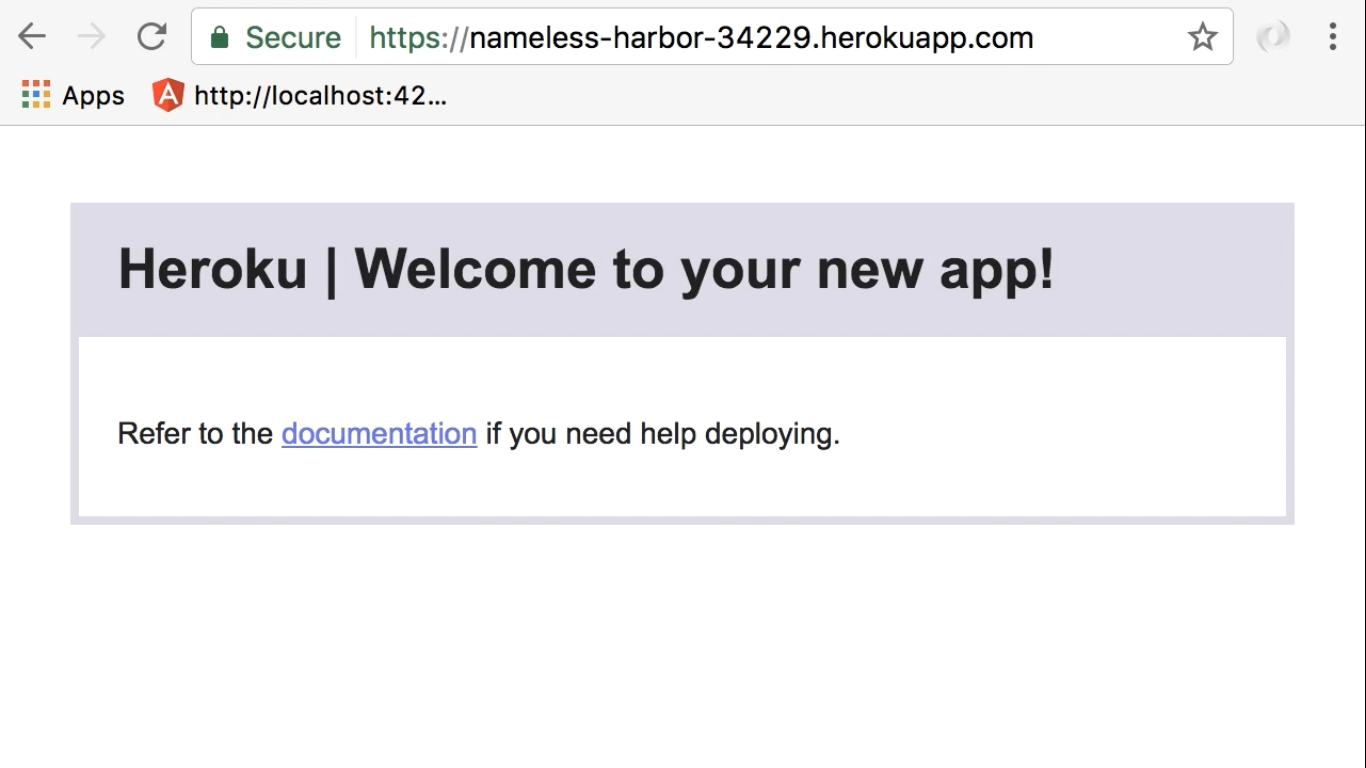 Secure https://nameless-harbor-34229.herokuapp.com
Apps http://localhost:42...
Heroku | Welcome to your new app!
Refer to the documentation if you need help deploying.